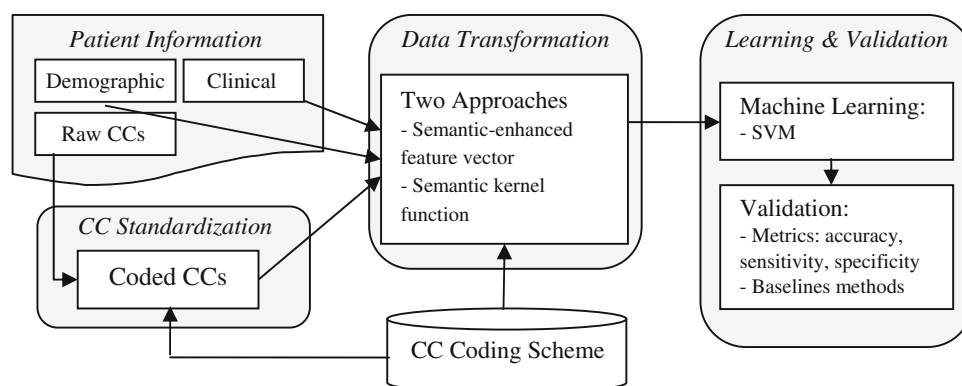 Patient Information
Demographic
Clinical
Raw CCs
CC Standardization
Coded CCs
Data Transformation
Two Approaches
- Semantic-enhanced
feature vector
- Semantic kernel
function
CC Coding Scheme
Learning & Validation
Machine Learning:
- SVM
Validation:
- Metrics: accuracy,
sensitivity, specificity
- Baselines methods